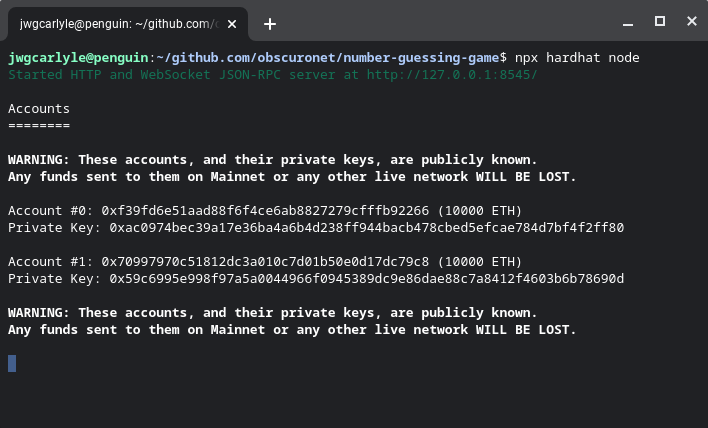 jwgcarlyle@penguin: ~/github.com/
jwgcarlyle@penguin:~/github.com/obscuronet/number-guessing-game$ npx hardhat node
Started HTTP and WebSocket JSON-RPC server at http://127.0.0.1:8545/
Accounts
========
WARNING: These accounts, and their private keys, are publicly known.
Any funds sent to them on Mainnet or any other live network WILL BE LOST.
Account #0: 0xf39fd6e51aad88f6f4ce6ab8827279cfffb92266 (10000 ETH)
Private Key: 0xac0974bec39a17e36ba4a6b4d238ff944bacb478cbed5efcae784d7bf4f2ff80
Account #1: 0x70997970c51812dc3a010c7d01b50e0d17dc79c8 (10000 ETH)
Private Key: 0x59c6995e998f97a5a0044966f0945389dc9e86dae88c7a8412f4603b6b78690d
WARNING: These accounts, and their private keys, are publicly known.
Any funds sent to them on Mainnet or any other live network WILL BE LOST.